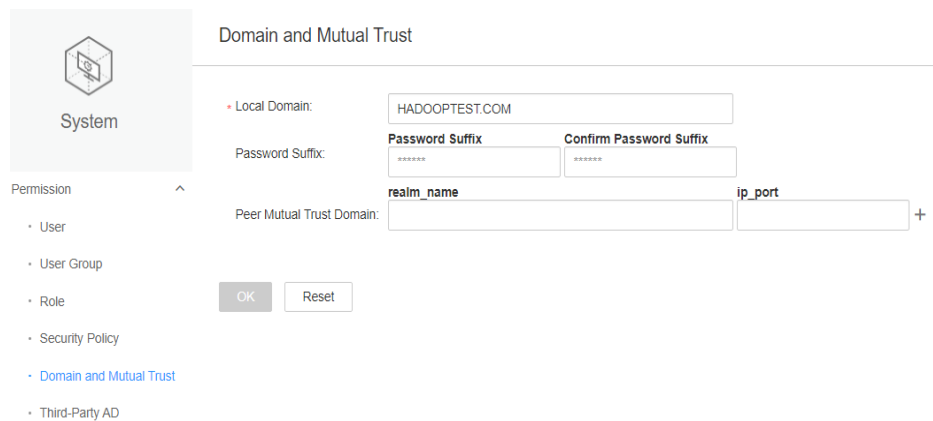 System
Permission
· User
· User Group
· Role
· Security Policy
· Domain and Mutual Trust
· Third-Party AD
Domain and Mutual Trust
* Local Domain:
HADOOPTEST.COM
Password Suffix Confirm Password Suffix
Password Suffix:
****** ******
realm_name ip_port
Peer Mutual Trust Domain:
+
OK Reset